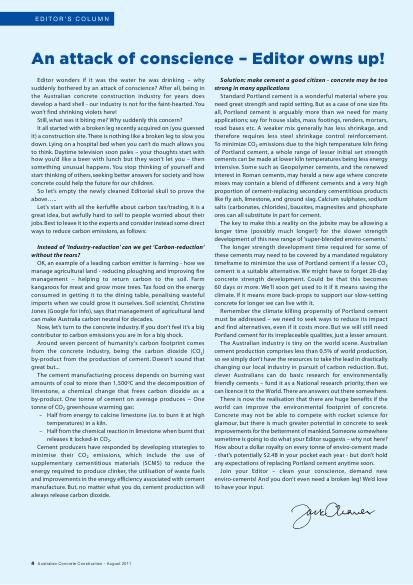 EDITOR'S COLUMN
An attack of conscience – Editor owns up!
Editor wonders if it was the water he was drinking – why
suddenly bothered by an attack of conscience? After all, being in
the Australian concrete construction industry for years does
develop a hard shell - our industry is not for the faint-hearted. You
won't find shrinking violets here!
Still, what was it biting me? Why suddenly this concern?
It all started with a broken leg recently acquired on (you guessed
it) a construction site. There is nothing like a broken leg to slow you
down. Lying on a hospital bed when you can't do much allows you
to think. Daytime television soon pales – your thoughts start with
how you'd like a beer with lunch but they won't let you – then
something unusual happens. You stop thinking of yourself and
start thinking of others, seeking better answers for society and how
concrete could help the future for our children.
So let's empty the newly cleaned Editorial skull to prove the
above.....
Let's start with all the kerfuffle about carbon tax/trading, it is a
great idea, but awfully hard to sell to people worried about their
jobs. Best to leave it to the experts and consider instead some direct
ways to reduce carbon emissions, as follows:
Instead of 'Industry-reduction' can we get 'Carbon-reduction'
without the tears?
OK, an example of a leading carbon emitter is farming - how we
manage agricultural land - reducing ploughing and improving fire
management – helping to return carbon to the soil. Farm
kangaroos for meat and grow more trees. Tax food on the energy
consumed in getting it to the dining table, penalising wasteful
imports when we could grow it ourselves. Soil scientist, Christine
Jones (Google for info), says that management of agricultural land
can make Australia carbon neutral for decades.
Now, let's turn to the concrete industry. If you don't feel it's a big
contributor to carbon emissions you are in for a big shock.
Around seven percent of humanity's carbon footprint comes
from the concrete industry, being the carbon dioxide (CO2)
by-product from the production of cement. Doesn't sound that
great but...
The cement manufacturing process depends on burning vast
amounts of coal to more than 1,500ºC and the decomposition of
limestone, a chemical change that frees carbon dioxide as a
by-product. One tonne of cement on average produces ~ One
tonne of CO2 greenhouse warming gas:
– Half from energy to calcine limestone (i.e. to burn it at high
temperatures) in a kiln.
– Half from the chemical reaction in limestone when burnt that
releases it locked-in CO2.
Cement producers have responded by developing strategies to
minimise their CO2 emissions, which include the use of
supplementary cementitious materials (SCMS) to reduce the
energy required to produce clinker, the utilisation of waste fuels
and improvements in the energy efficiency associated with cement
manufacture. But, no matter what you do, cement production will
always release carbon dioxide.
Solution: make cement a good citizen - concrete may be too
strong in many applications
Standard Portland cement is a wonderful material where you
need great strength and rapid setting. But as a case of one size fits
all, Portland cement is arguably more than we need for many
applications; say for house slabs, moss footings, renders, mortars,
road bases etc. A weaker mix generally has less shrinkage, and
therefore requires less steel shrinkage control reinforcement.
To minimise CO2 emissions due to the high temperature kiln firing
of Portland cement, a whole range of lesser initial set strength
cements can be made at lower kiln temperatures being less energy
intensive. Some such as Geopolymer cements, and the renewed
interest in Roman cements, may herald a new age where concrete
mixes may contain a blend of different cements and a very high
proportion of cement-replacing secondary cementitious products
like fly ash, limestone, and ground slag. Calcium sulphates, sodium
salts (carbonates, chlorides), bauxites, magnesites and phosphate
ores can all substitute in part for cement.
The key to make this a reality on the jobsite may be allowing a
longer time (possibly much longer!) for the slower strength
development of this new range of 'super-blended enviro-cements.'
The longer strength development time required for some of
these cements may need to be covered by a mandated regulatory
timeframe to minimize the use of Portland cement if a lesser CO2
cement is a suitable alternative. We might have to forget 28-day
concrete strength development. Could be that this becomes
60 days or more. We'll soon get used to it if it means saving the
climate. If it means more back-props to support our slow-setting
concrete for longer we can live with it.
Remember the climate killing propensity of Portland cement
must be addressed – we need to seek ways to reduce its impact
and find alternatives, even if it costs more. But we will still need
Portland cement for its irreplaceable qualities, just a lesser amount.
The Australian industry is tiny on the world scene. Australian
cement production comprises less than 0.5% of world production,
so we simply don't have the resources to take the lead in drastically
changing our local industry in pursuit of carbon reduction. But,
clever Australians can do basic research for environmentally
friendly cements – fund it as a National research priority, then we
can licence it to the World. There are answers out there somewhere.
There is now the realisation that there are huge benefits if the
world can improve the environmental footprint of concrete.
Concrete may not be able to compete with rocket science for
glamour, but there is much greater potential in concrete to seek
improvements for the betterment of mankind. Someone somewhere
sometime is going to do what your Editor suggests – why not here?
How about a dollar royalty on every tonne of enviro-cement made
- that's potentially $2.4B in your pocket each year - but don't hold
any expectations of replacing Portland cement anytime soon.
Join your Editor – clean your conscience, demand new
enviro-cements! And you don't even need a broken leg! We'd love
to have your input.
4 Australian Concrete Construction - August 2011